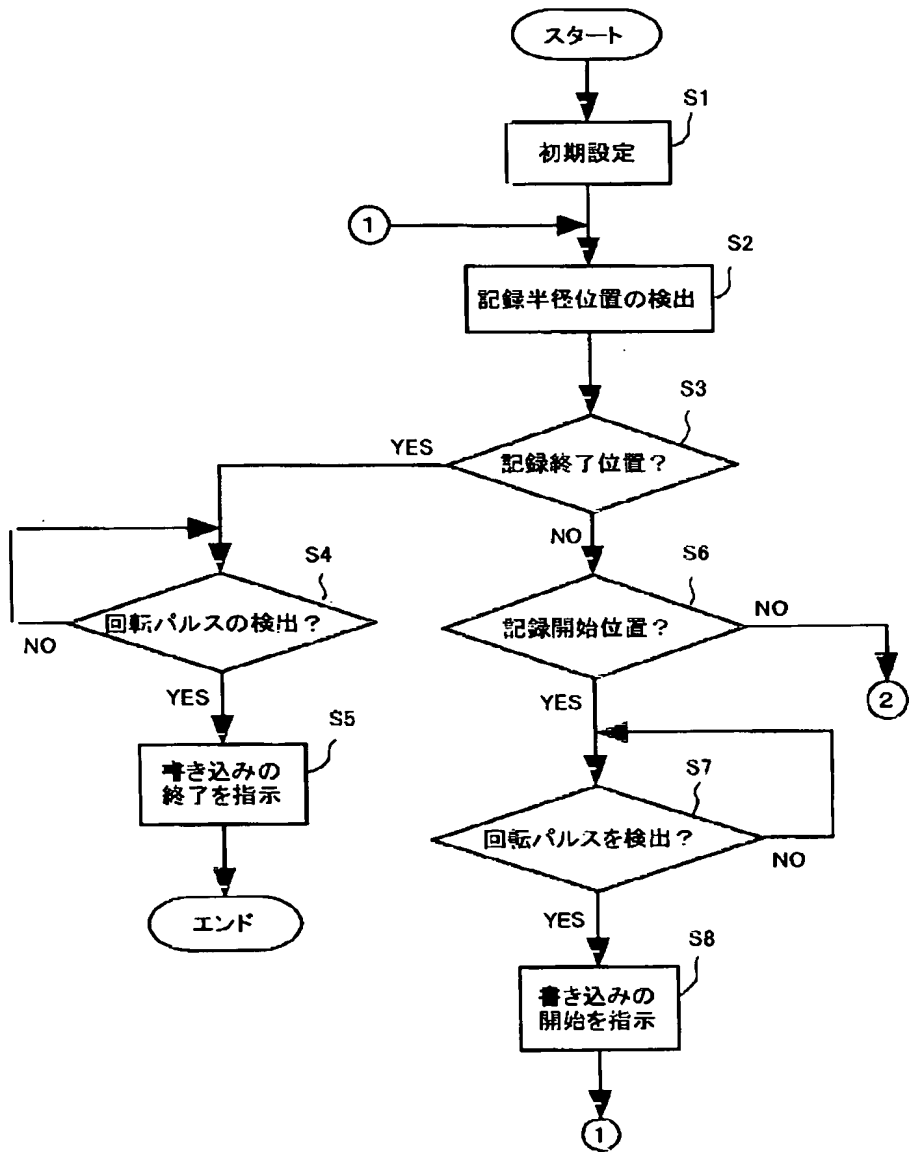 スタート
S1
初期設定
1
S2
記録半径位置の検出
S3
記録終了位置?
YES
NO
S4
回転パルスの検出?
NO
YES
S5
書き込みの
終了を指示
エンド
S6
記録開始位置?
NO
2
YES
S7
回転パルスを検出?
NO
YES
S8
書き込みの
開始を指示
1